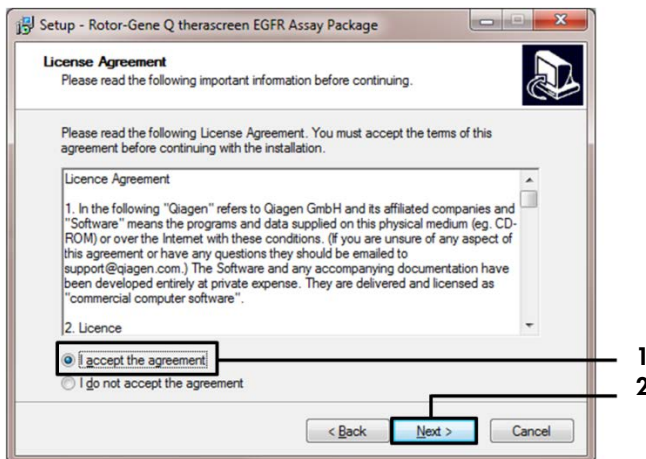 Setup - Rotor-Gene Q therascreen EGFR Assay Package
License Agreement
Please read the following important information before continuing.
Please read the following License Agreement. You must accept the terms of this
agreement before continuing with the installation.
Licence Agreement
1. In the following "Qiagen" refers to Qiagen GmbH and its affiliated companies and
"Software" means the programs and data supplied on this physical medium (eg. CD-
ROM) or over the Internet with these conditions. (If you are unsure of any aspect of
this agreement or have any questions they should be emailed to
support@qiagen.com.) The Software and any accompanying documentation have
been developed entirely at private expense. They are delivered and licensed as
"commercial computer software".
2. Licence
I accept the agreement
1
I do not accept the agreement
2
< Back
Next >
Cancel